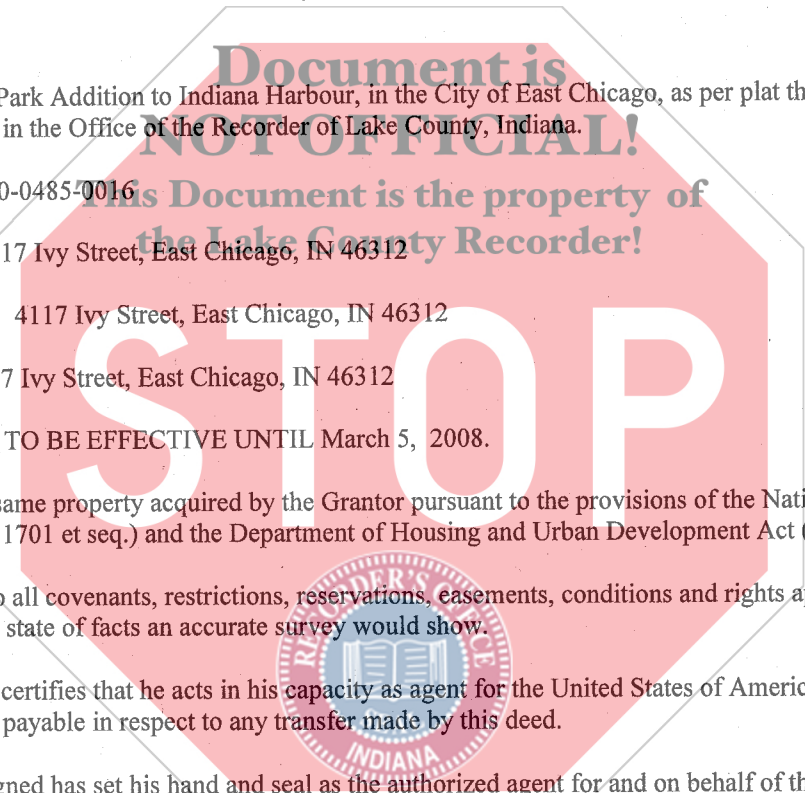 Document is
Park Addition to Indiana Harbour, in the City of East Chicago, as per plat th
in the Office of the Recorder of Lake County, Indiana.
NOT OFFICIAL!
0-0485-0016
This Document is the property of
the Lake County Recorder!
17 Ivy Street, East Chicago, IN 46312
4117 Ivy Street, East Chicago, IN 46312
7 Ivy Street, East Chicago, IN 46312
STOP
TO BE EFFECTIVE UNTIL March 5, 2008.
same property acquired by the Grantor pursuant to the provisions of the Nati
1701 et seq.) and the Department of Housing and Urban Development Act (
o all covenants, restrictions, reservations, easements, conditions and rights ap
state of facts an accurate survey would show.
RECORDER'S OFFICE
certifies that he acts in his capacity as agent for the United States of Americ
payable in respect to any transfer made by this deed.
INDIANA
gned has set his hand and seal as the authorized agent for and on behalf of th